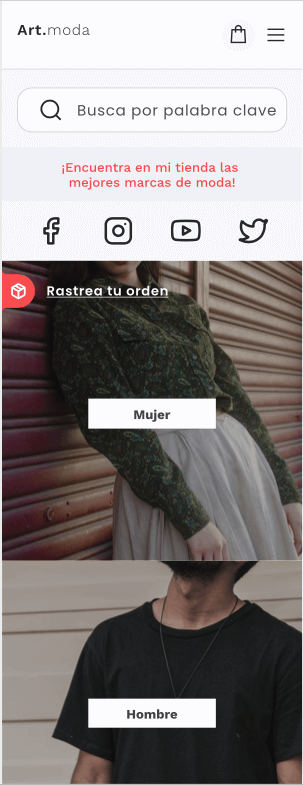 Art.moda
Busca por palabra clave
¡Encuentra en mi tienda las
mejores marcas de moda!
Rastrea tu orden
Mujer
Hombre